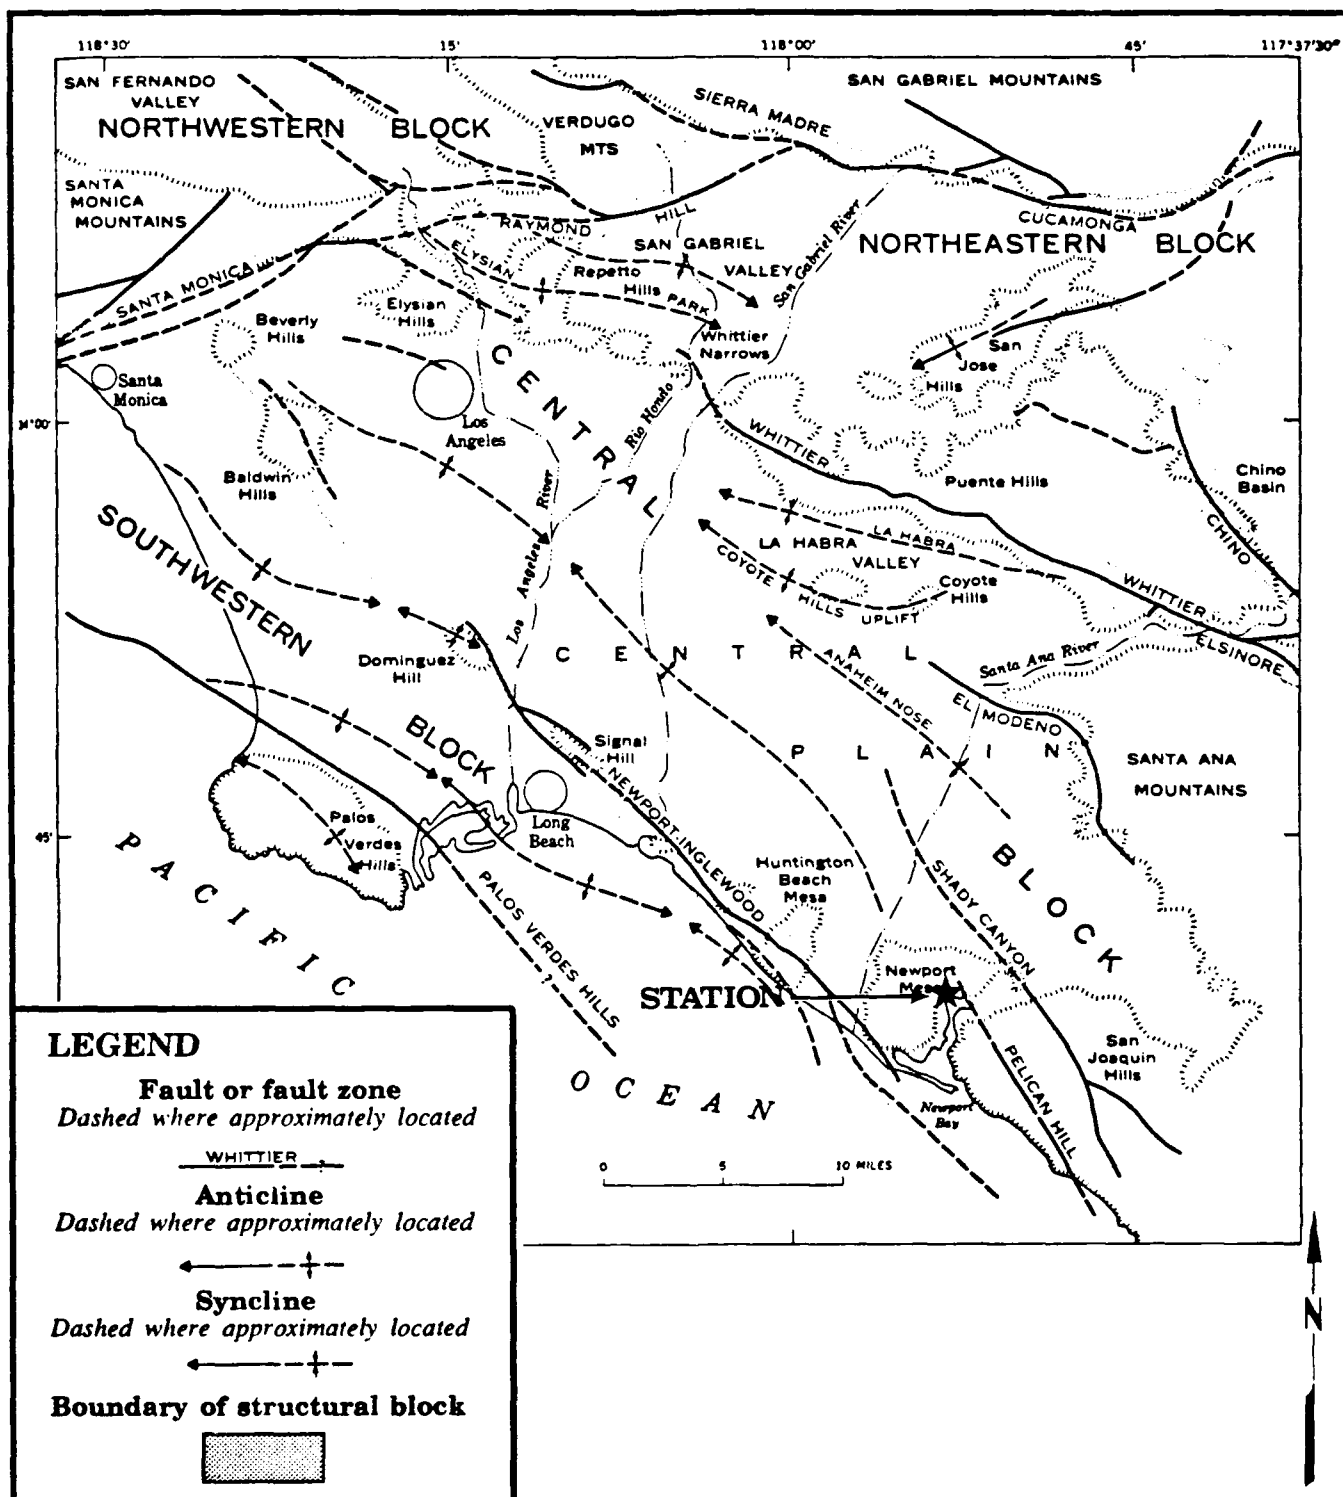 118°30'
15'
118°00'
45'
117°37'30"
SAN FERNANDO
VALLEY
NORTHWESTERN BLOCK
VERDUGO
MTS
SIERRA MADRE
SAN GABRIEL MOUNTAINS
SANTA
MONICA
MOUNTAINS
SANTA MONICA
RAYMOND
HILL
SAN GABRIEL
VALLEY
San Gabriel River
CUCAMONGA
NORTHEASTERN BLOCK
ELYSIAN
PARK
Repetto
Hills
Elysian
Hills
Beverly
Hills
Whittier
Narrows
San
Jose
Hills
Santa
Monica
Los
Angeles
CENTRAL
Rio Hondo
WHITTIER
Puente Hills
Chino
Basin
CHINO
Baldwin
Hills
Los Angeles River
LA HABRA
LA HABRA
VALLEY
COYOTE
HILLS
UPLIFT
Coyote
Hills
WHITTIER
ELSINORE
SOUTHWESTERN
BLOCK
Dominguez
Hill
CENTRAL
PLAIN
ANAHEIM NOSE
Santa Ana River
EL MODENO
SANTA ANA
MOUNTAINS
Signal
Hill
NEWPORT-INGLEWOOD
Long
Beach
45'
Palos
Verdes
Hills
PALOS VERDES HILLS
?
Huntington
Beach
Mesa
SHADY CANYON
BLOCK
PACIFIC
OCEAN
STATION
Newport
Mesa
San
Joaquin
Hills
PELICAN HILL
Newport
Bay
0 5 10 MILES
LEGEND
Fault or fault zone
Dashed where approximately located
WHITTIER
?
Anticline
Dashed where approximately located
Syncline
Dashed where approximately located
Boundary of structural block
N